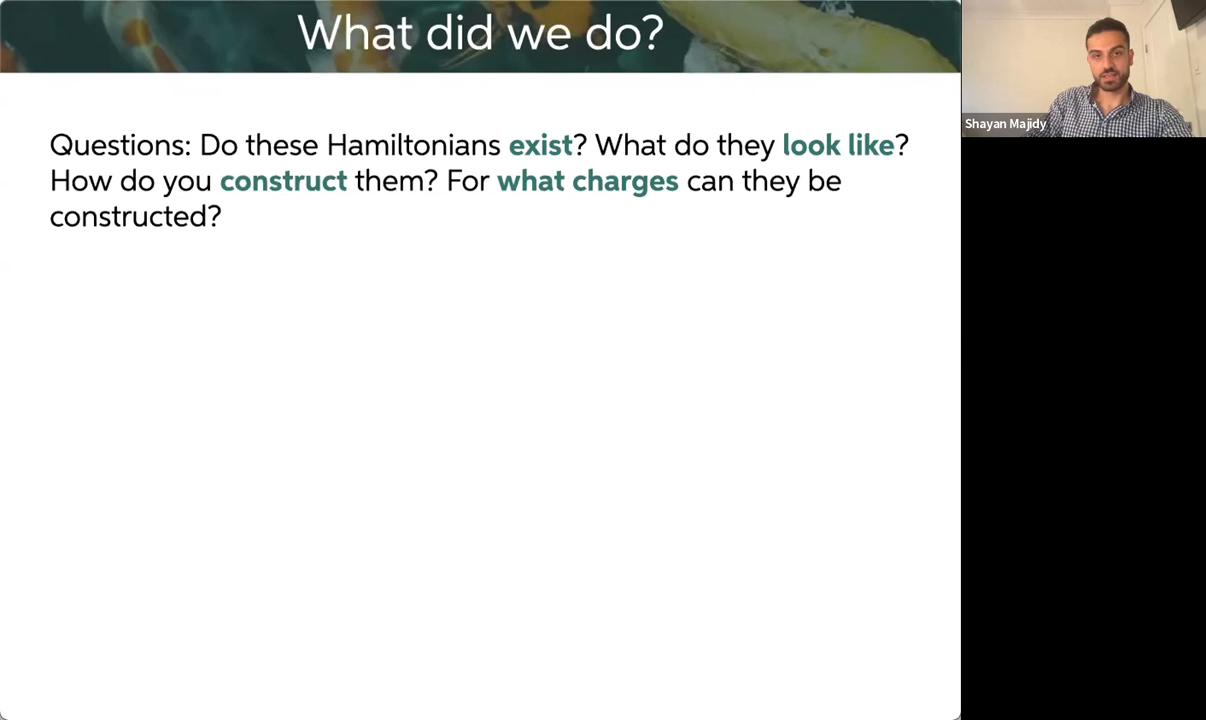 What did we do?
Questions: Do these Hamiltonians exist? What do they look like?
How do you construct them? For what charges can they be
constructed?
Shayan Majidy